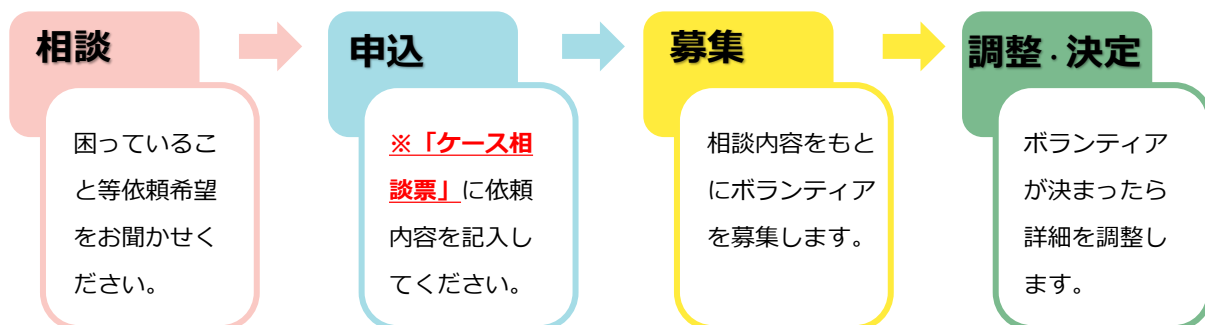 相談
困っているこ
と等依頼希望
をお聞かせく
ださい。
申込
※「ケース相
談票」に依頼
内容を記入し
てください。
募集
相談内容をもと
にボランティア
を募集します。
調整・決定
ボランティア
が決まったら
詳細を調整し
ます。